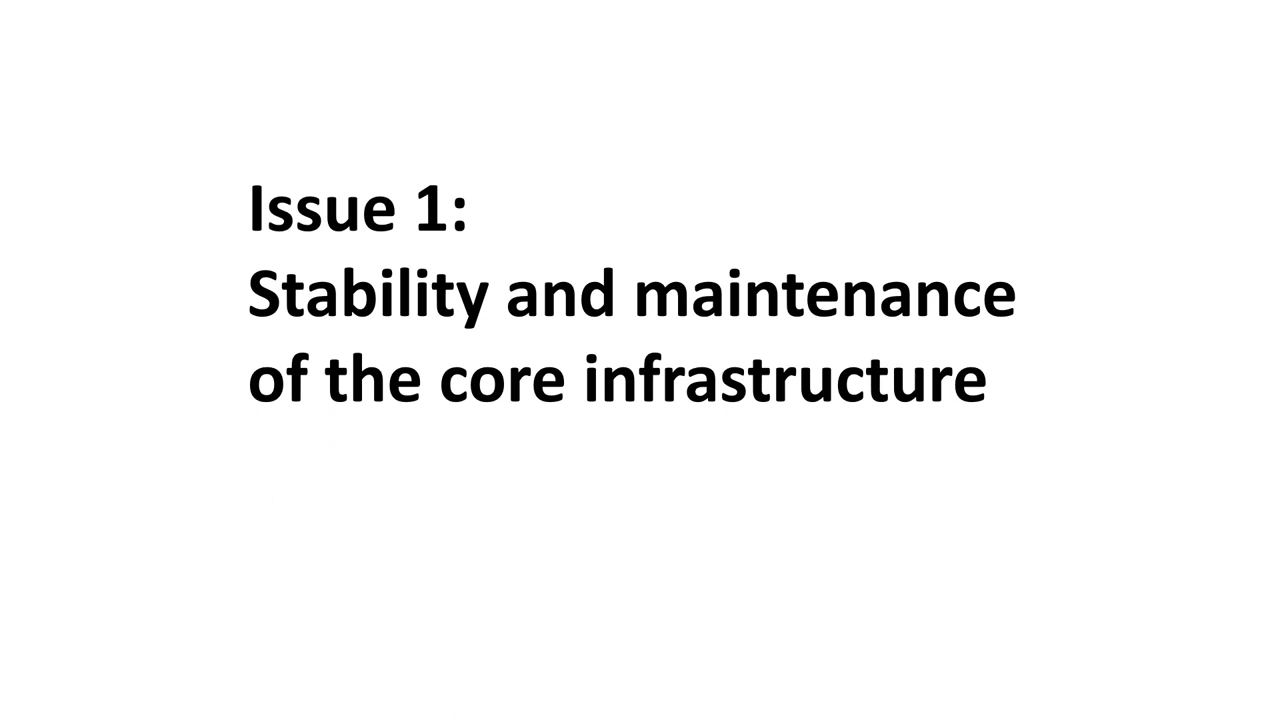 Issue 1:
Stability and maintenance
of the core infrastructure